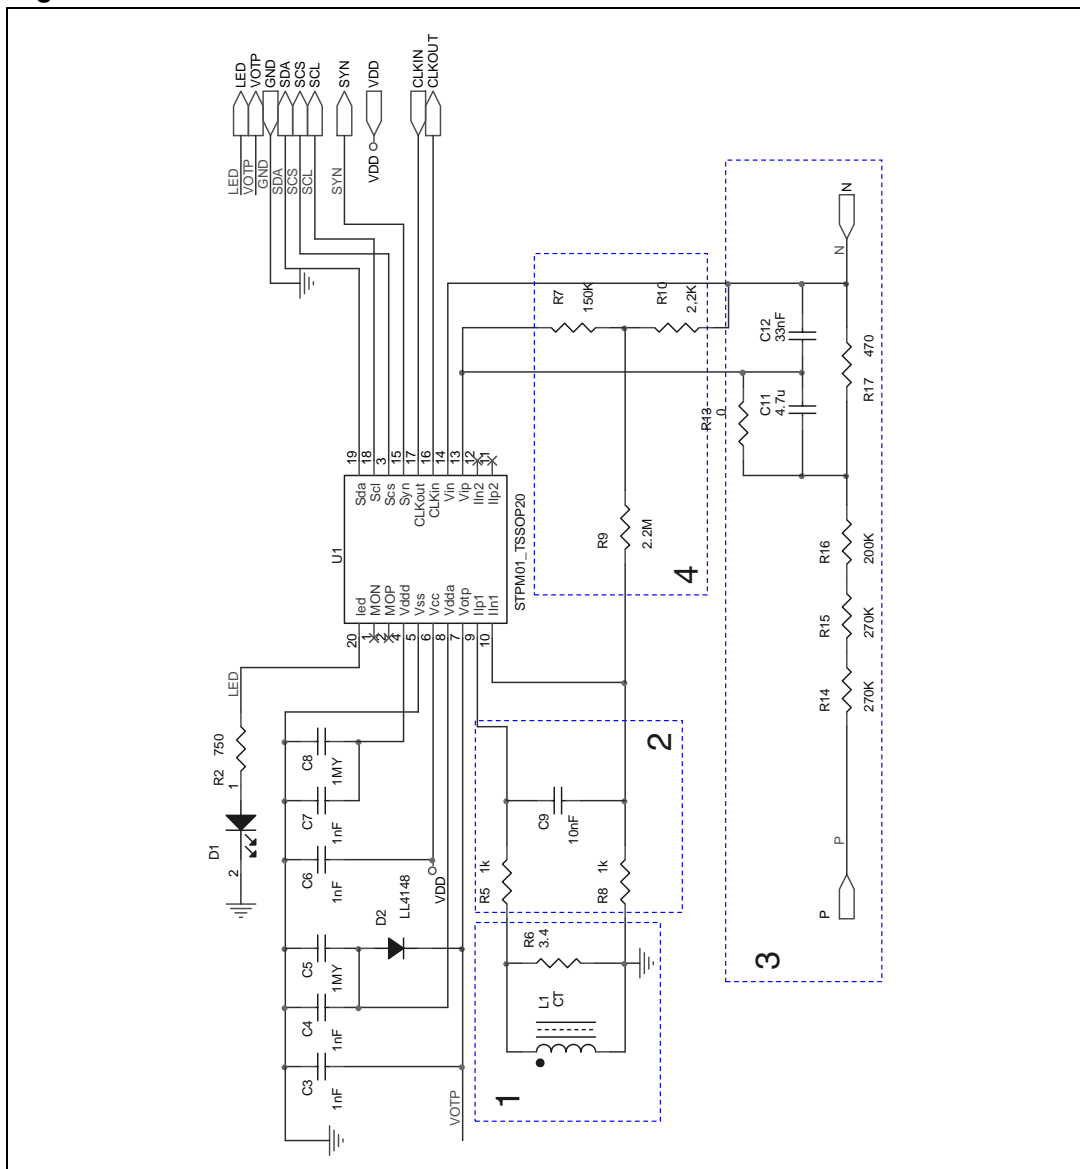 LED
VOTP
GND
SDA
SCS
SCL
SYN
VDD
CLKIN
CLKOUT
LED
VOTP
GND
SDA
SCS
SCL
SYN
VDD
19
18
3
15
17
16
14
13
12
11
Sda
Scl
Scs
Syn
CLKout
CLKin
Vin
Vip
IIn2
IIp2
U1
STPM01_TSSOP20
led
MON
MOP
Vddd
Vss
Vcc
Vdda
Votp
IIp1
IIn1
20
1
2
4
5
6
8
7
9
10
LED
R2
750
D1
1
2
C8
1MY
C7
1nF
C6
1nF
VDD
D2
LL4148
C5
1MY
C4
1nF
C3
1nF
VOTP
R7
150K
R10
2,2K
R9
2.2M
4
2
C9
10nF
R5
1k
R8
1k
R6
3.4
L1
CT
1
N
N
C12
33nF
R17
470
R13
0
C11
4.7u
R16
200K
R15
270K
R14
270K
P
P
3